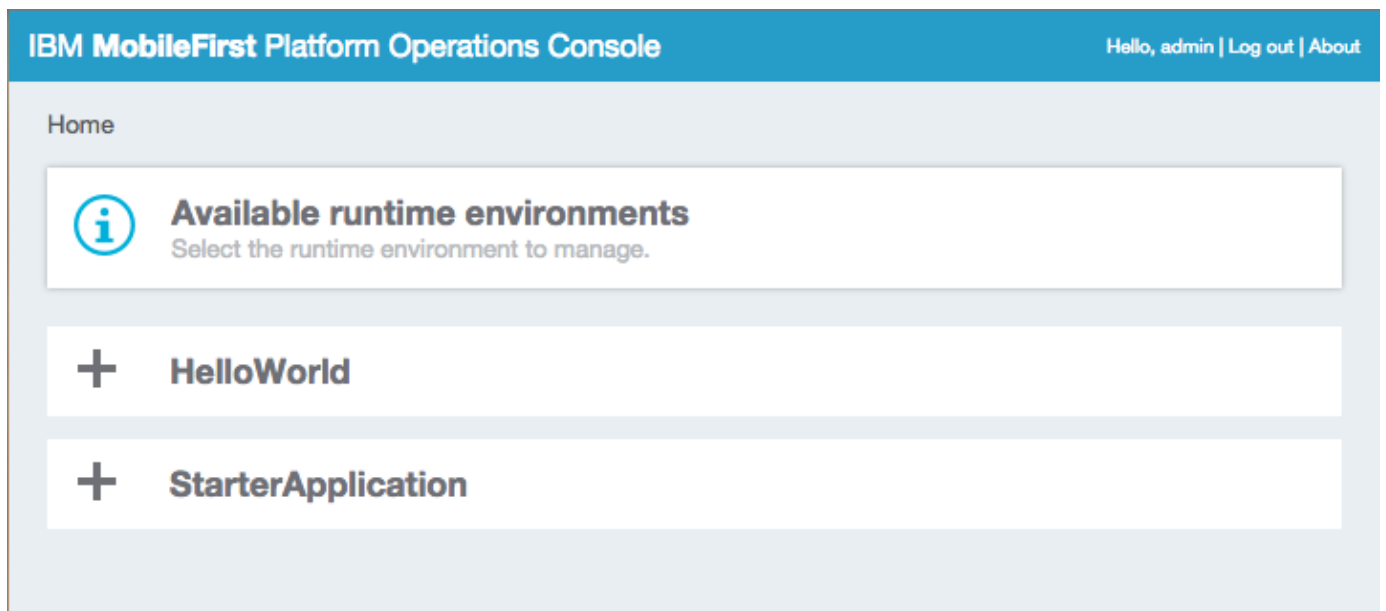 IBM MobileFirst Platform Operations Console
Hello, admin | Log out | About
Home
Available runtime environments
Select the runtime environment to manage.
HelloWorld
StarterApplication